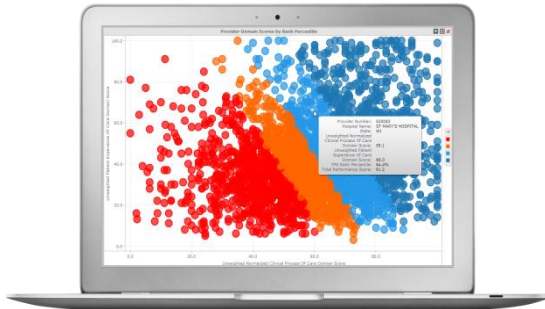 Provider Domain Scores by Rank Percentile
100.0
80.0
60.0
40.0
20.0
0.0
Unweighted Patient Experience Of Care Domain Score
Provider Number:
Hospital Name: ST MARY'S HOSPITAL
State:
Unweighted Normalized
Clinical Process Of Care
Domain Score:
Unweighted Patient
Experience Of Care
Domain Score:
TPS Rank Percentile:
Total Performance Score:
0.0 20.0 40.0 60.0 80.0
Unweighted Normalized Clinical Process Of Care Domain Score